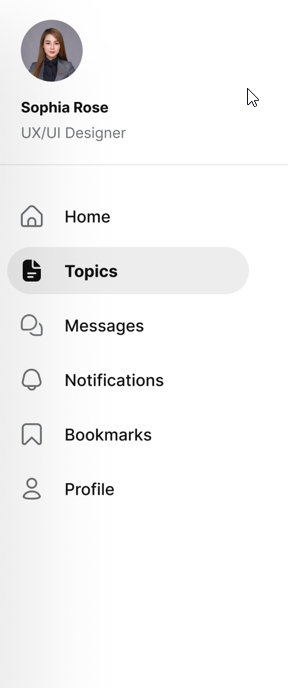 Sophia Rose
UX/UI Designer
Home
Topics
Messages
Notifications
Bookmarks
Profile